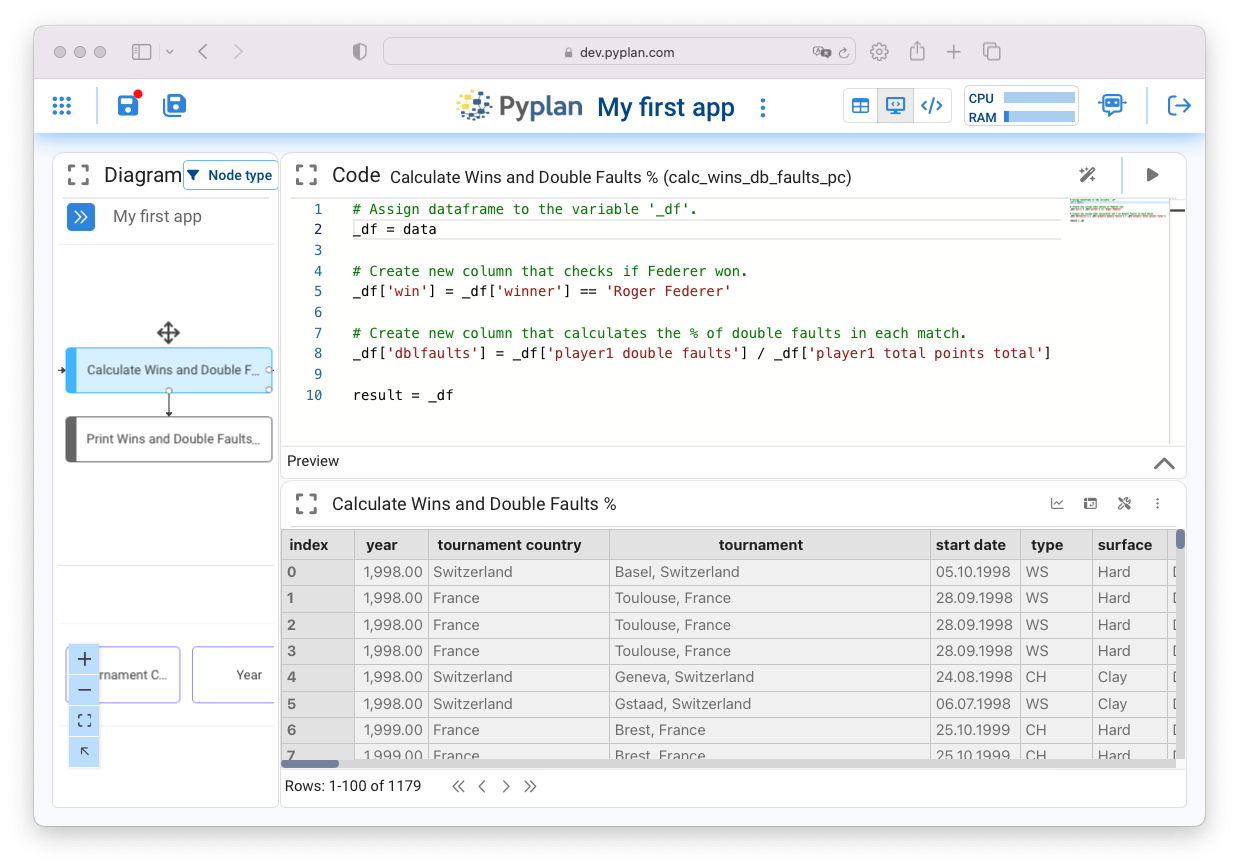 dev.pyplan.com
Pyplan My first app
CPU
RAM
Diagram
Node type
My first app
Calculate Wins and Double F...
Print Wins and Double Faults...
rnament C...
Year
Code Calculate Wins and Double Faults % (calc_wins_db_faults_pc)
1 # Assign dataframe to the variable '_df'.
2 _df = data
3
4 # Create new column that checks if Federer won.
5 _df['win'] = _df['winner'] == 'Roger Federer'
6
7 # Create new column that calculates the % of double faults in each match.
8 _df['dblfaults'] = _df['player1 double faults'] / _df['player1 total points total']
9
10 result = _df
Preview
Calculate Wins and Double Faults %
index year tournament country tournament start date type surface
0 1,998.00 Switzerland Basel, Switzerland 05.10.1998 WS Hard
1 1,998.00 France Toulouse, France 28.09.1998 WS Hard
2 1,998.00 France Toulouse, France 28.09.1998 WS Hard
3 1,998.00 France Toulouse, France 28.09.1998 WS Hard
4 1,998.00 Switzerland Geneva, Switzerland 24.08.1998 CH Clay
5 1,998.00 Switzerland Gstaad, Switzerland 06.07.1998 WS Clay
6 1,999.00 France Brest, France 25.10.1999 CH Hard
7 1,999.00 France Brest, France 25.10.1999 CH Hard
Rows: 1-100 of 1179